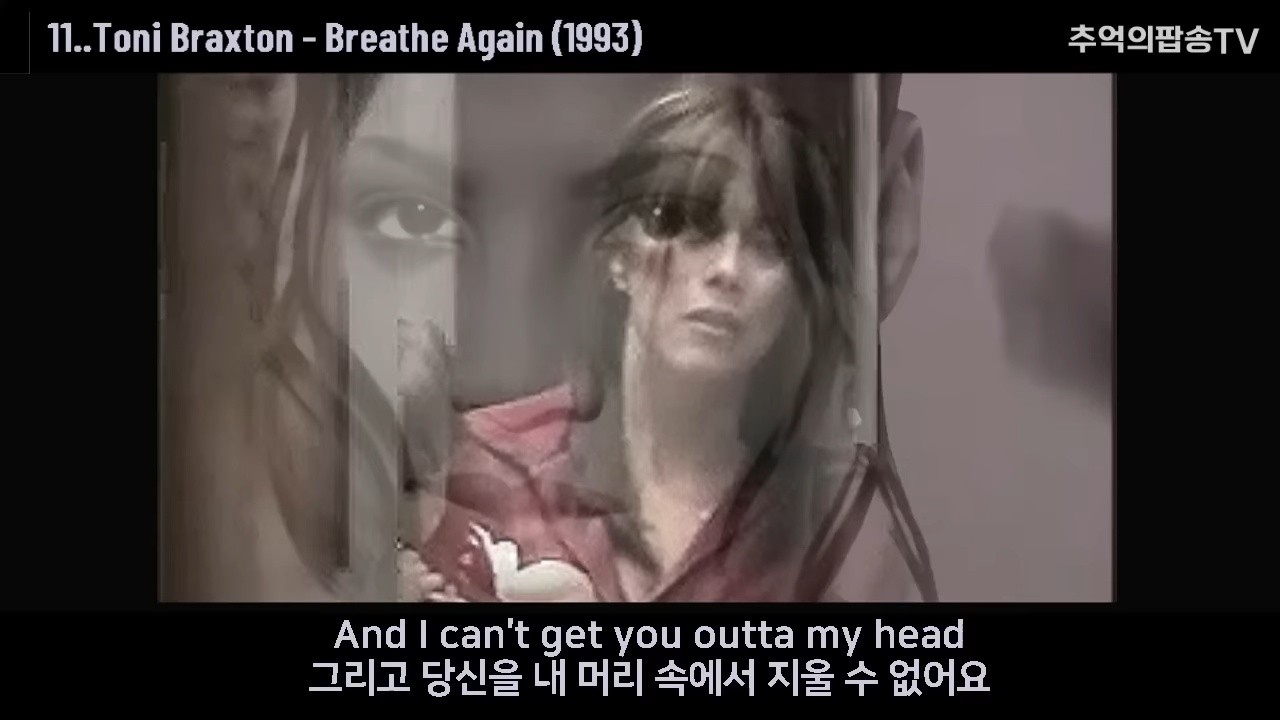 11..Toni Braxton - Breathe Again (1993)
추억의팝송TV
And I can't get you outta my head
그리고 당신을 내 머리 속에서 지울 수 없어요